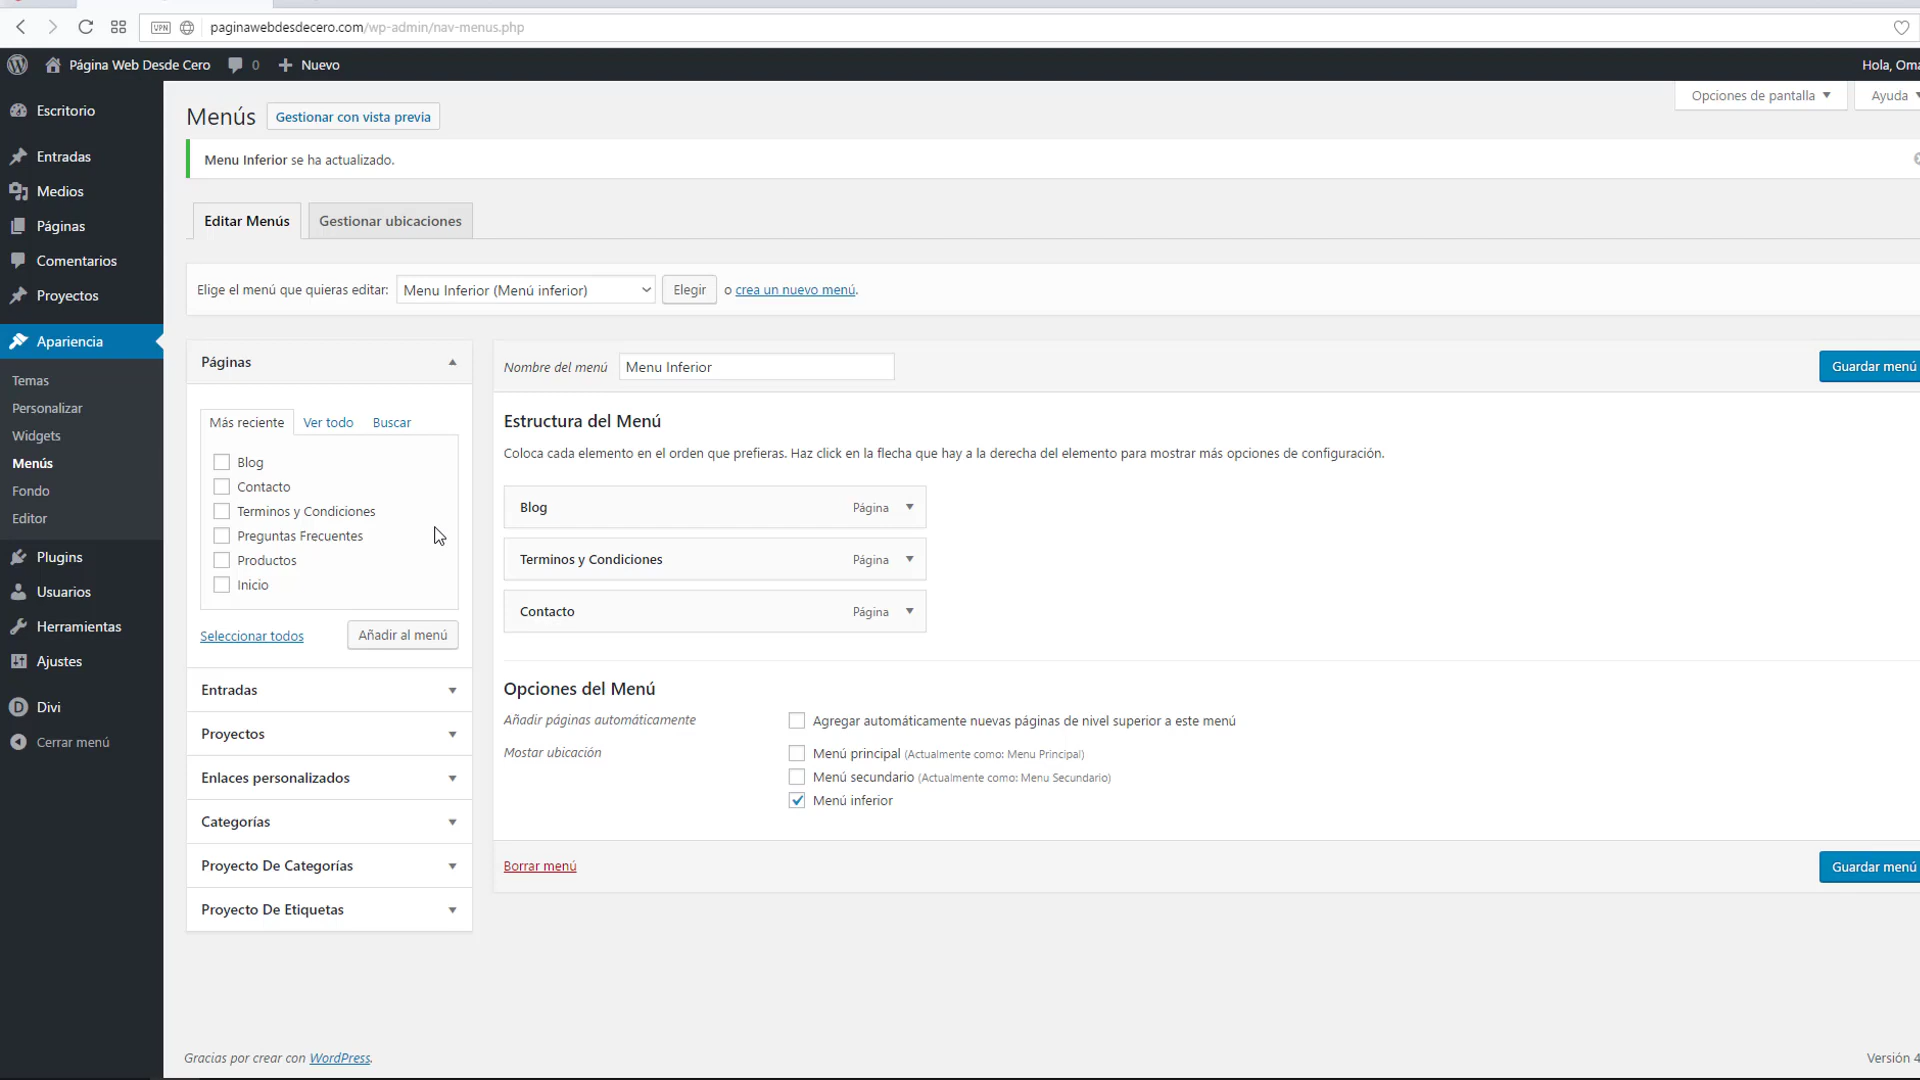 VPN paginawebdesdecero.com/wp-admin/nav-menus.php
Página Web Desde Cero 0 Nuevo Hola, Oma
Opciones de pantalla Ayuda
Menús Gestionar con vista previa
Menu Inferior se ha actualizado.
Editar Menús Gestionar ubicaciones
Elige el menú que quieras editar: Menu Inferior (Menú inferior) Elegir o crea un nuevo menú.
Escritorio
Entradas
Medios
Páginas
Comentarios
Proyectos
Apariencia
Temas
Personalizar
Widgets
Menús
Fondo
Editor
Plugins
Usuarios
Herramientas
Ajustes
Divi
Cerrar menú
Páginas
Más reciente Ver todo Buscar
Blog
Contacto
Terminos y Condiciones
Preguntas Frecuentes
Productos
Inicio
Seleccionar todos Añadir al menú
Entradas
Proyectos
Enlaces personalizados
Categorías
Proyecto De Categorías
Proyecto De Etiquetas
Nombre del menú Menu Inferior Guardar menú
Estructura del Menú
Coloca cada elemento en el orden que prefieras. Haz click en la flecha que hay a la derecha del elemento para mostrar más opciones de configuración.
Blog Página
Terminos y Condiciones Página
Contacto Página
Opciones del Menú
Añadir páginas automáticamente Agregar automáticamente nuevas páginas de nivel superior a este menú
Mostar ubicación Menú principal (Actualmente como: Menu Principal)
Menú secundario (Actualmente como: Menu Secundario)
Menú inferior
Borrar menú Guardar menú
Gracias por crear con WordPress. Versión 4